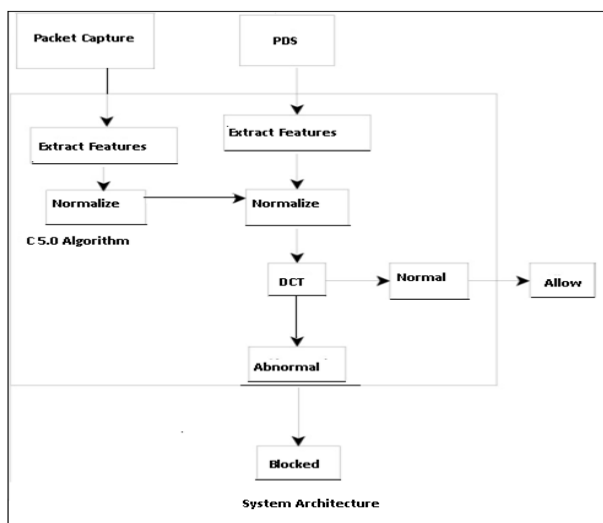 Packet Capture
PDS
Extract Features
Extract Features
Normalize
Normalize
C 5.0 Algorithm
DCT
Normal
Allow
Abnormal
Blocked
System Architecture